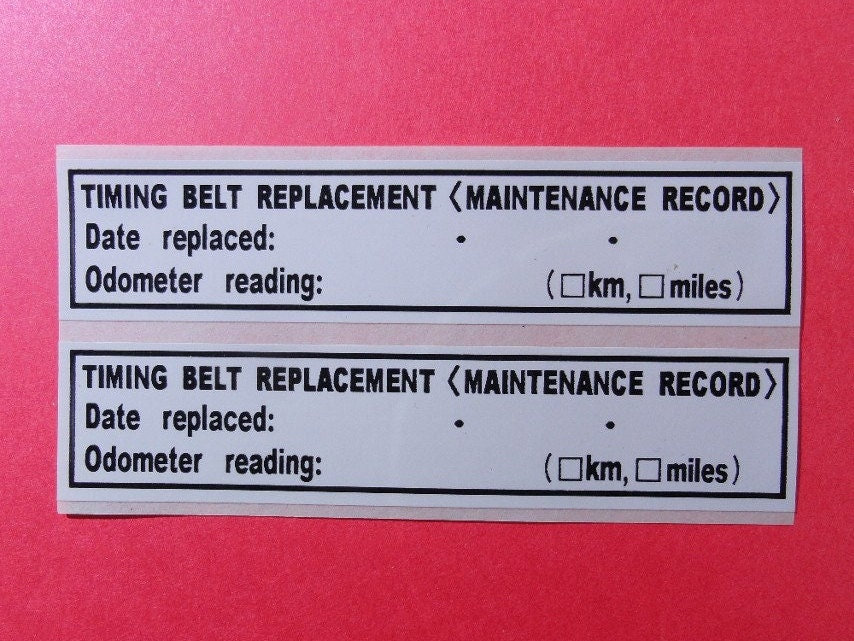 TIMING BELT REPLACEMENT〈MAINTENANCE RECORD〉
Date replaced: • •
Odometer reading: (□km, □miles)
TIMING BELT REPLACEMENT〈MAINTENANCE RECORD〉
Date replaced: • •
Odometer reading: (□km, □miles)